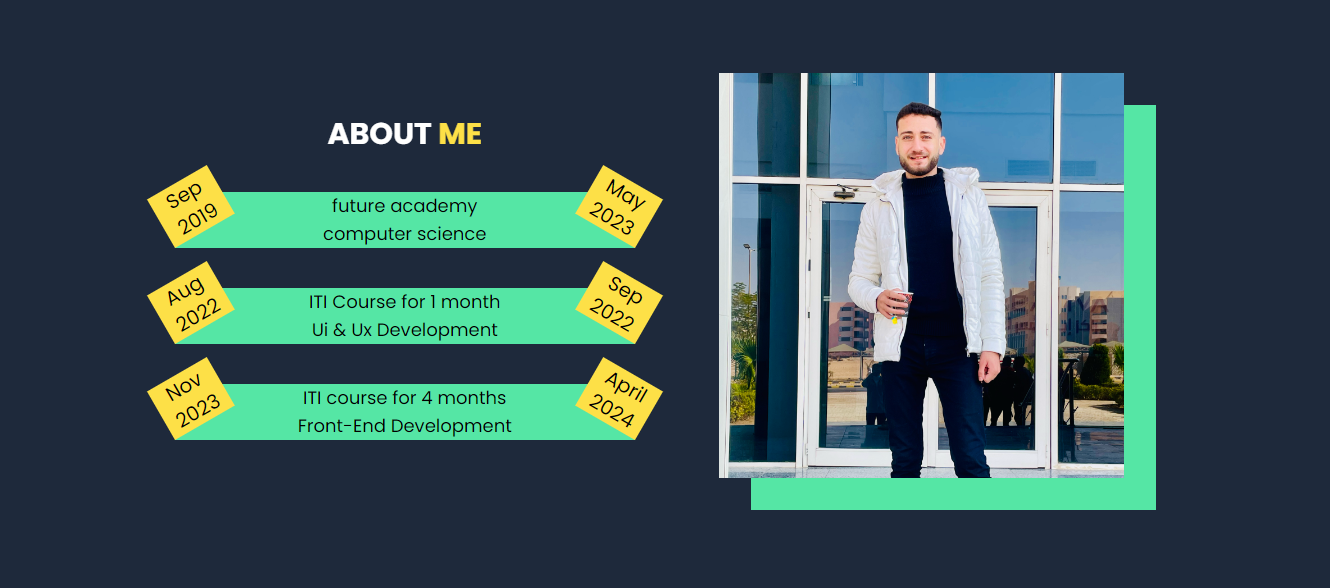 ABOUT ME
Sep
2019
future academy
computer science
May
2023
Aug
2022
ITI Course for 1 month
Ui & Ux Development
Sep
2022
Nov
2023
ITI course for 4 months
Front-End Development
April
2024